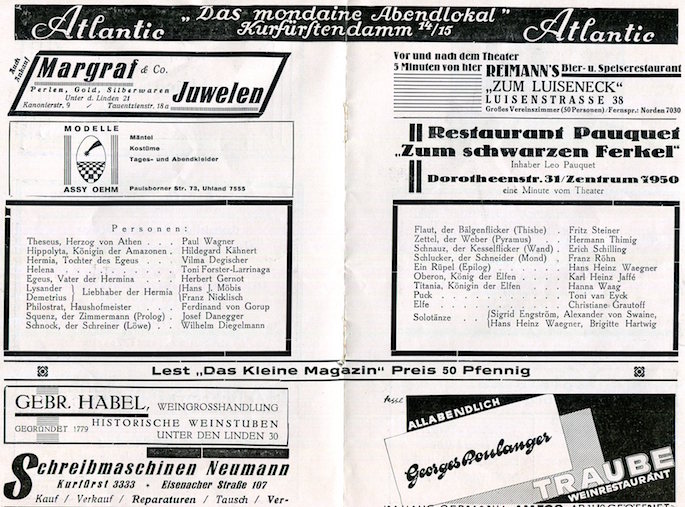 Atlantic
„Das mondaine Abendlokal"
Kurfürstendamm 14/15
Atlantic
Auch Ankauf
Margraf & Co.
Juwelen
Perlen, Gold, Silberwaren
Unter d. Linden 21
Kanonierstr. 9 Tauentzienstr. 18a
MODELLE
ASSY OEHM
Mäntel
Kostüme
Tages- und Abendkleider
Paulsborner Str. 73, Uhland 7555
Personen:
Theseus, Herzog von Athen . . . Paul Wagner
Hippolyta, Königin der Amazonen . Hildegard Kähnert
Hermia, Tochter des Egeus . . . Vilma Degischer
Helena . . . Toni Forster-Larrinaga
Egeus, Vater der Hermina . . . Herbert Gernot
Lysander } Liebhaber der Hermia { Hans J. Möbis
Demetrius } { Franz Nicklisch
Philostrat, Haushofmeister . . Ferdinand von Gorup
Squenz, der Zimmermann (Prolog) . Josef Danegger
Schnock, der Schreiner (Löwe) . . Wilhelm Diegelmann
Vor und nach dem Theater
5 Minuten von hier REIMANN'S Bier- u. Speiserestaurant
„ZUM LUISENECK"
LUISENSTRASSE 38
Großes Vereinszimmer (50 Personen) / Fernspr.: Norden 7030
Restaurant Pauquet
„Zum schwarzen Ferkel"
Inhaber Leo Pauquet
Dorotheenstr. 31/Zentrum 7950
eine Minute vom Theater
Flaut, der Bälgenflicker (Thisbe) . Fritz Steiner
Zettel, der Weber (Pyramus) . . Hermann Thimig
Schnauz, der Kesselflicker (Wand) . Erich Schilling
Schlucker, der Schneider (Mond) . Franz Röhn
Ein Rüpel (Epilog) . . . Hans Heinz Waegner
Oberon, König der Elfen . . . Karl Heinz Jaffé
Titania, Königin der Elfen . . . Hanna Waag
Puck . . . Toni van Eyck
Elfe . . . Christiane Grautoff
Solotänze . . . { Sigrid Engström, Alexander von Swaine,
Hans Heinz Waegner, Brigitte Hartwig
Lest „Das Kleine Magazin" Preis 50 Pfennig
GEBR. HABEL, WEINGROSSHANDLUNG
GEGRÜNDET 1779
HISTORISCHE WEINSTUBEN
UNTER DEN LINDEN 30
Schreibmaschinen Neumann
Kurfürst 3333 + Eisenacher Straße 107
Kauf / Verkauf / Reparaturen / Tausch / Ver-
ALLABENDLICH
Georges Boulanger
TRAUBE
WEINRESTAURANT